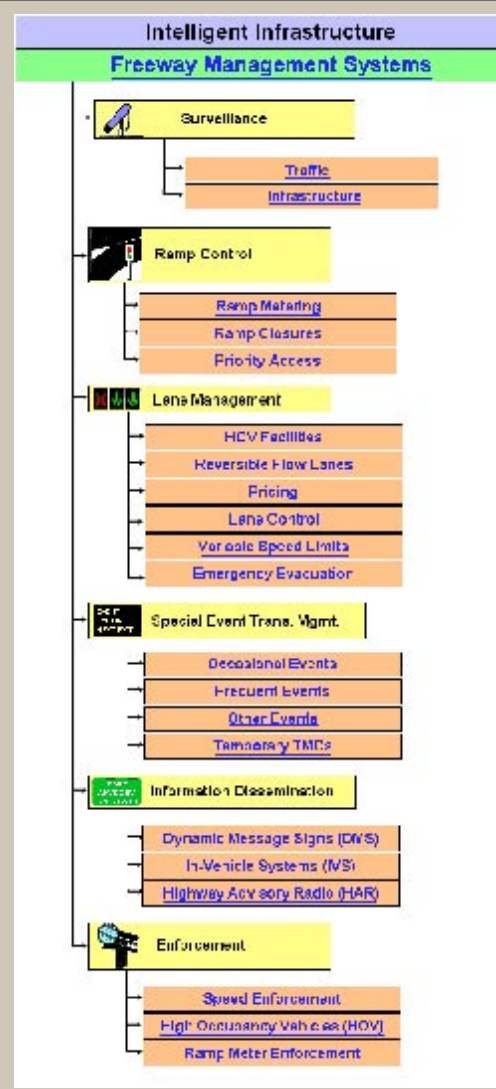 Intelligent Infrastructure
Freeway Management Systems
Surveillance
Traffic
Infrastructure
Ramp Control
Ramp Metering
Ramp Closures
Priority Access
Lane Management
HOV Facilities
Reversible Flow Lanes
Pricing
Lane Control
Variable Speed Limits
Emergency Evacuation
Special Event Trans. Mgmt.
Occasional Events
Frequent Events
Other Events
Temporary TMCs
Information Dissemination
Dynamic Message Signs (DMS)
In-Vehicle Systems (IVS)
Highway Advisory Radio (HAR)
Enforcement
Speed Enforcement
High Occupancy Vehicles (HOV)
Ramp Meter Enforcement